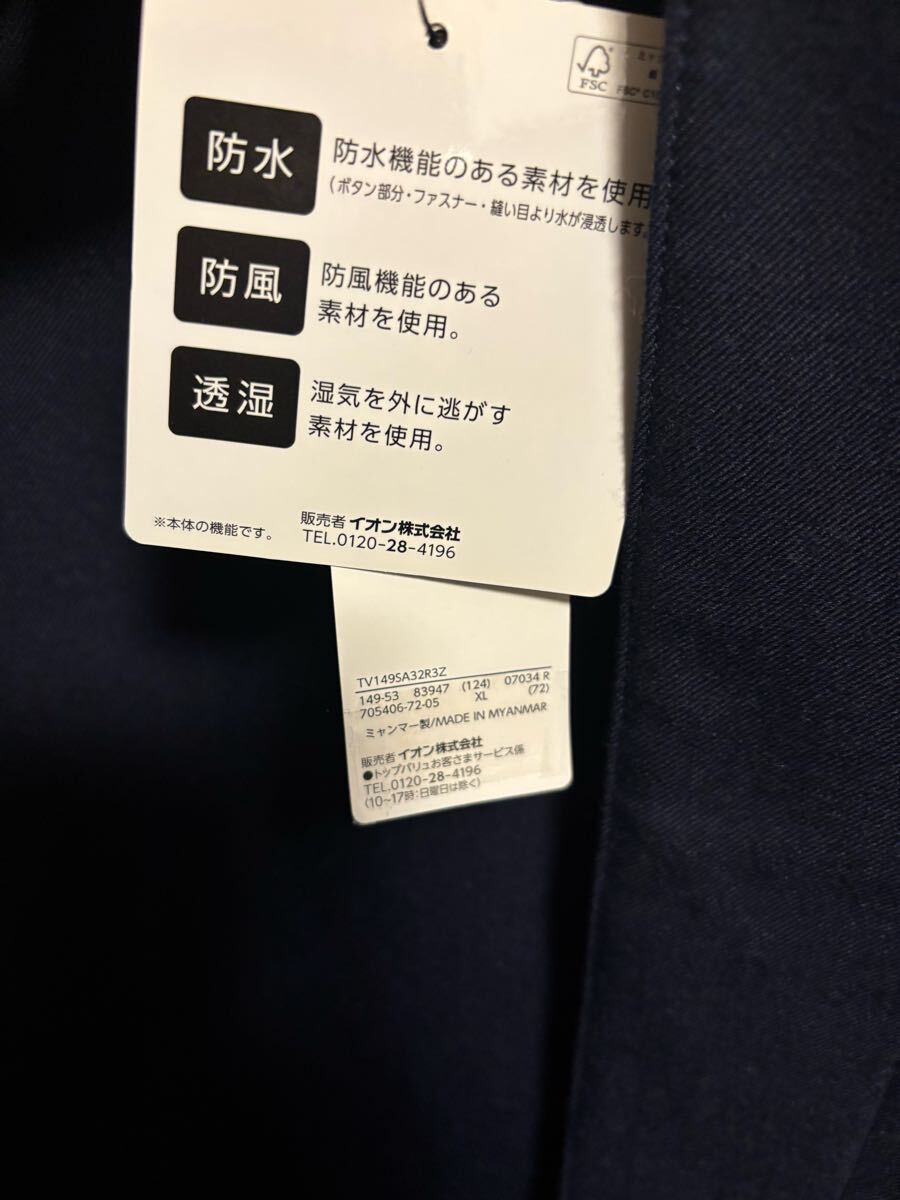 FSC
防水
防水機能のある素材を使用
(ボタン部分・ファスナー・縫い目より水が浸透します。
防風
防風機能のある
素材を使用。
透湿
湿気を外に逃がす
素材を使用。
※本体の機能です。
販売者 イオン株式会社
TEL.0120-28-4196
TV149SA32R3Z
149-53 83947 (124) 07034 R
705406-72-05 XL (72)
ミャンマー製/MADE IN MYANMAR
販売者 イオン株式会社
●トップバリュお客さまサービス係
TEL.0120-28-4196
(10~17時:日曜日は除く)